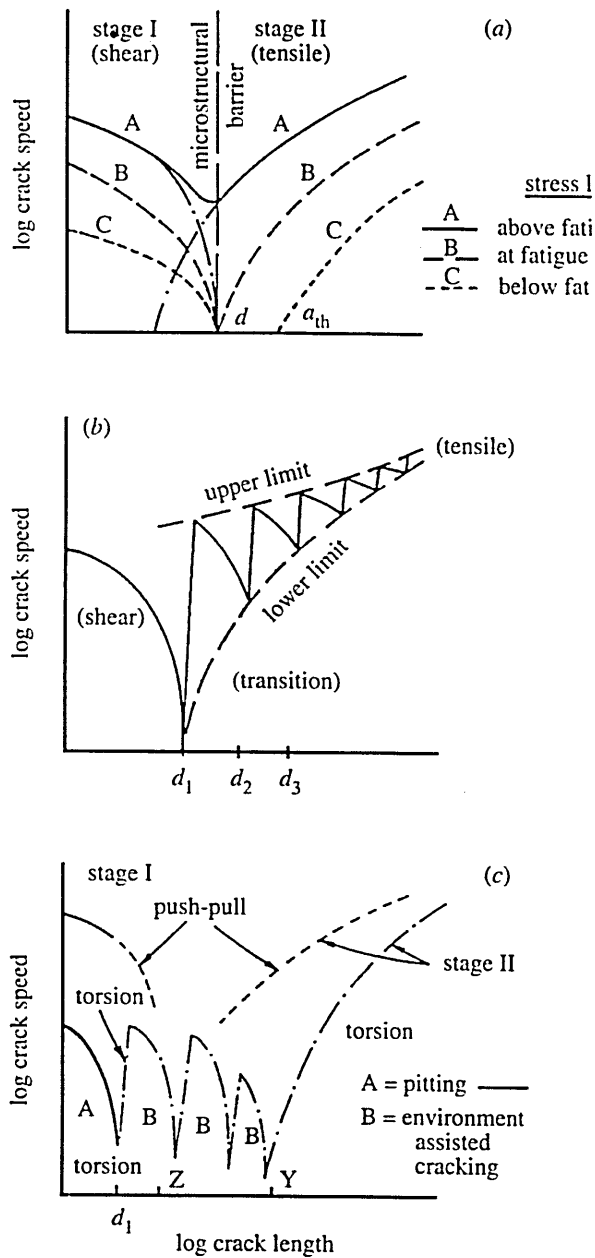 stage I
(shear)
stage II
(tensile)
(a)
microstructural
barrier
A
A
B
B
C
C
d
a_th
log crack speed
stress l
A
above fati
B
at fatigue
C
below fat
(b)
upper limit
(tensile)
(shear)
lower limit
(transition)
log crack speed
d_1
d_2
d_3
stage I
(c)
push-pull
stage II
torsion
torsion
log crack speed
A
B
B
B
A = pitting
B = environment
assisted
cracking
torsion
Z
Y
d_1
log crack length